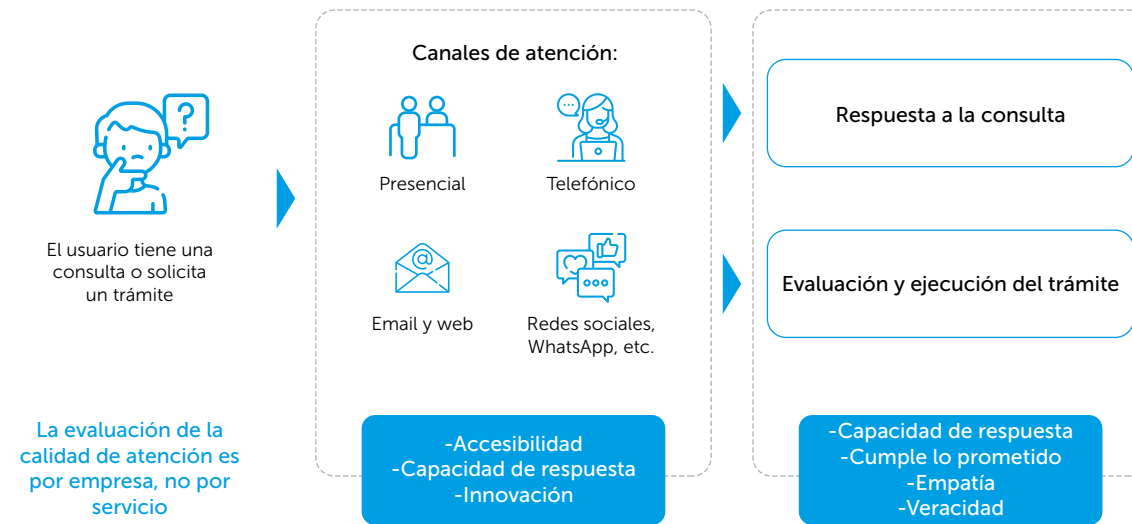 El usuario tiene una
consulta o solicita
un trámite
La evaluación de la
calidad de atención es
por empresa, no por
servicio
Canales de atención:
Presencial
Telefónico
Email y web
Redes sociales,
WhatsApp, etc.
-Accesibilidad
-Capacidad de respuesta
-Innovación
Respuesta a la consulta
Evaluación y ejecución del trámite
-Capacidad de respuesta
-Cumple lo prometido
-Empatía
-Veracidad